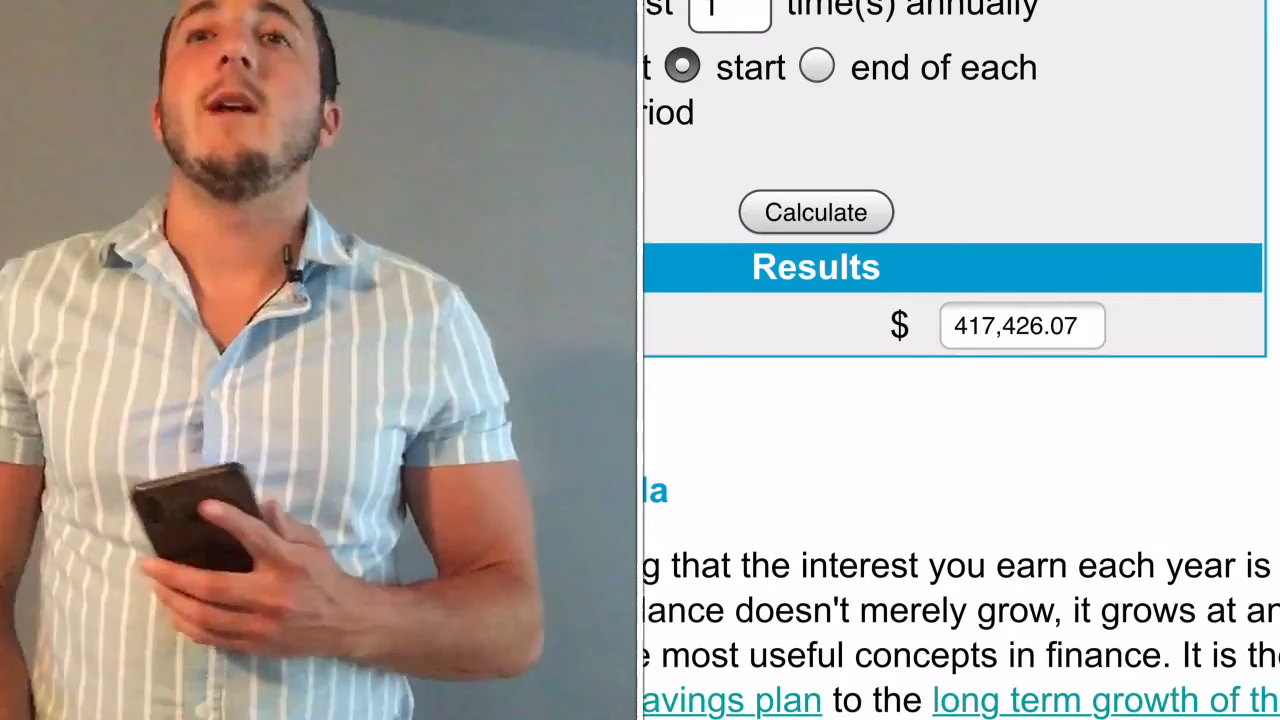 st 1 time(s) annually
t start end of each
riod
Calculate
Results
$ 417,426.07
la
g that the interest you earn each year is
lance doesn't merely grow, it grows at an
most useful concepts in finance. It is the
avings plan to the long term growth of th